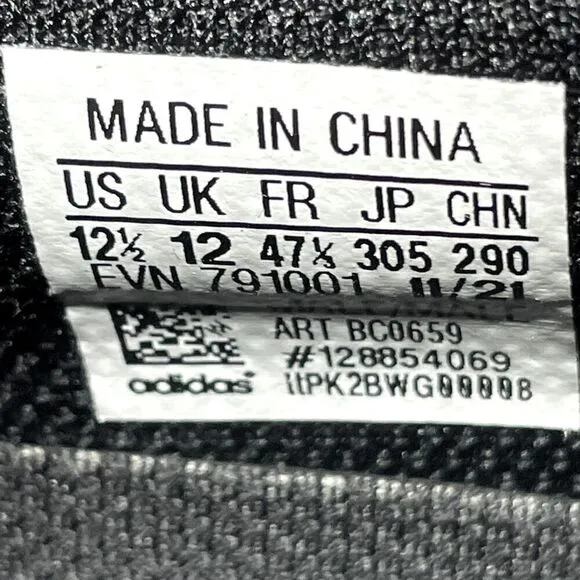 MADE IN CHINA
US UK FR JP CHN
12½ 12 47⅓ 305 290
EVN 791001 11/21
ART BC0659
#128854069
adidas